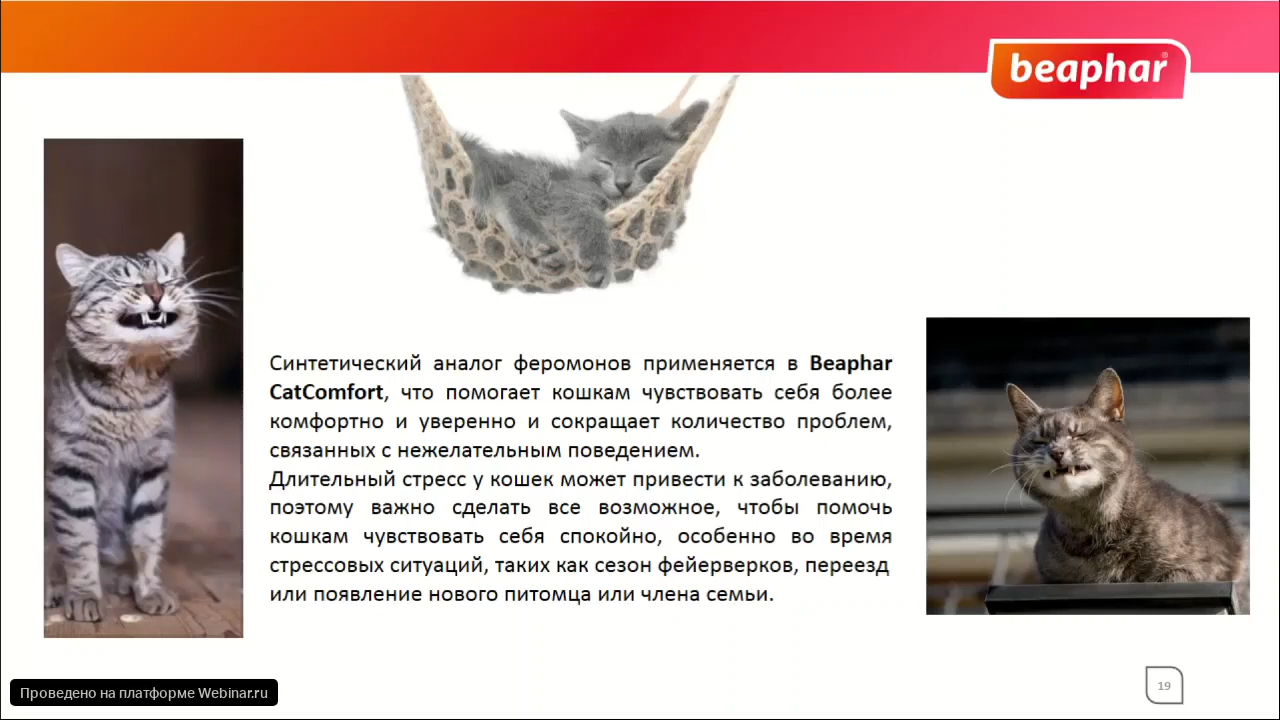 beaphar®
Синтетический аналог феромонов применяется в Beaphar
CatComfort, что помогает кошкам чувствовать себя более
комфортно и уверенно и сокращает количество проблем,
связанных с нежелательным поведением.
Длительный стресс у кошек может привести к заболеванию,
поэтому важно сделать все возможное, чтобы помочь
кошкам чувствовать себя спокойно, особенно во время
стрессовых ситуаций, таких как сезон фейерверков, переезд
или появление нового питомца или члена семьи.
19
Проведено на платформе Webinar.ru